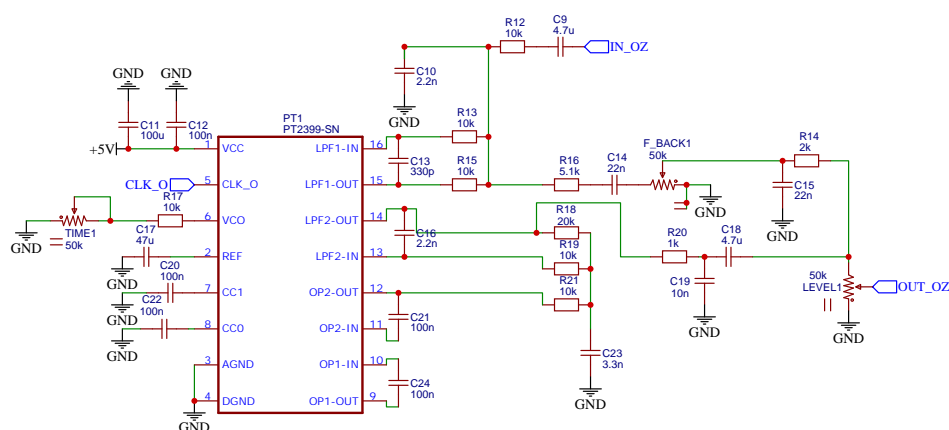 R12
10k
C9
4.7u
IN_OZ
C10
2.2n
GND
GND
GND
C11
100u
C12
100n
+5V
PT1
PT2399-SN
1 VCC
5 CLK_O
6 VCO
2 REF
7 CC1
8 CC0
3 AGND
4 DGND
LPF1-IN 16
LPF1-OUT 15
LPF2-OUT 14
LPF2-IN 13
OP2-OUT 12
OP2-IN 11
OP1-IN 10
OP1-OUT 9
CLK_O
R17
10k
TIME1
50k
GND
C17
47u
GND
C20
100n
GND
C22
100n
GND
GND
R13
10k
C13
330p
R15
10k
R16
5.1k
C14
22n
F_BACK1
50k
GND
R14
2k
C15
22n
GND
C16
2.2n
R18
20k
R19
10k
R21
10k
R20
1k
C18
4.7u
C19
10n
GND
50k
LEVEL1
OUT_OZ
GND
C21
100n
C24
100n
C23
3.3n
GND